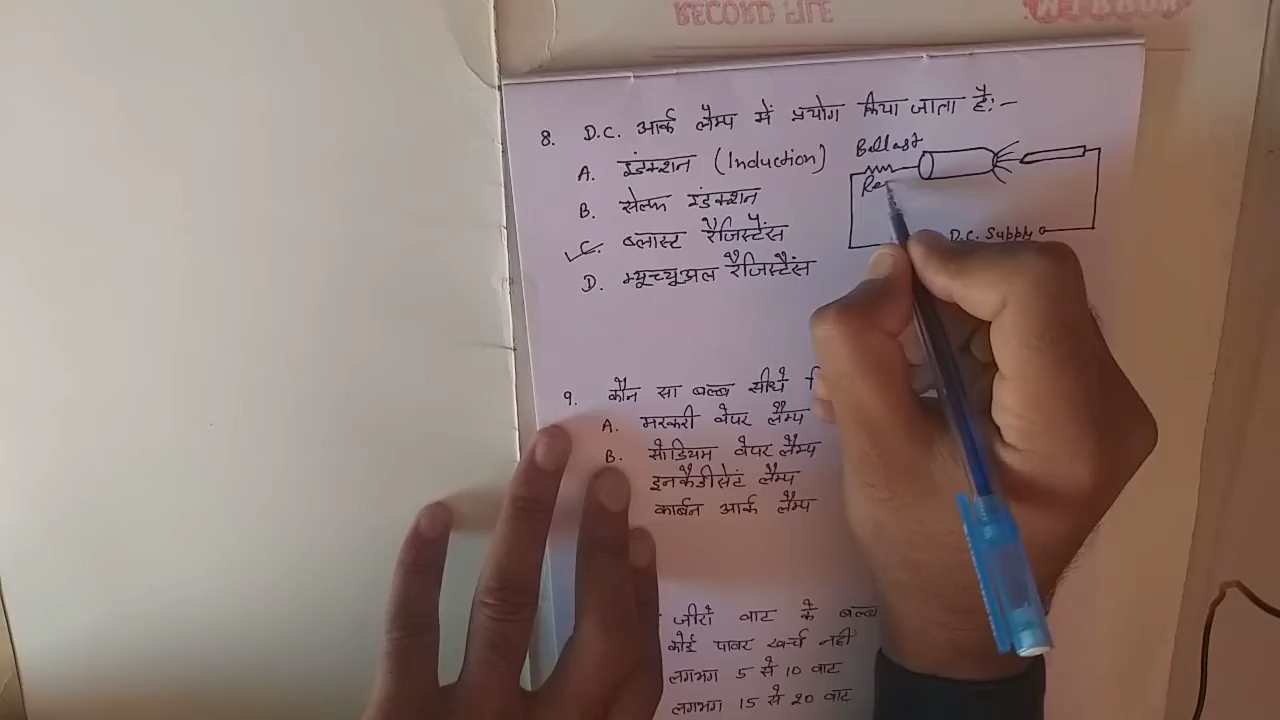 RECORD FILE
8. D.C. आर्क लैम्प में प्रयोग किया जाता है:-
A. इंडक्शन (Induction)
B. सेल्फ इंडक्शन
C. ब्लास्ट रैजिस्टैंस
D. म्यूच्यूअल रैजिस्टैंस
Ballast
Re
D.C. Supply
9. कौन सा बल्ब सीधे
A. मरकरी वेपर लैम्प
B. सोडियम वेपर लैम्प
इनकैडीसेटं लैम्प
कार्बन आर्क लैम्प
जीरो वाट के बल्ब
कोई पावर खर्च नहीं
लगभग 5 से 10 वाट
लगभग 15 से 20 वाट